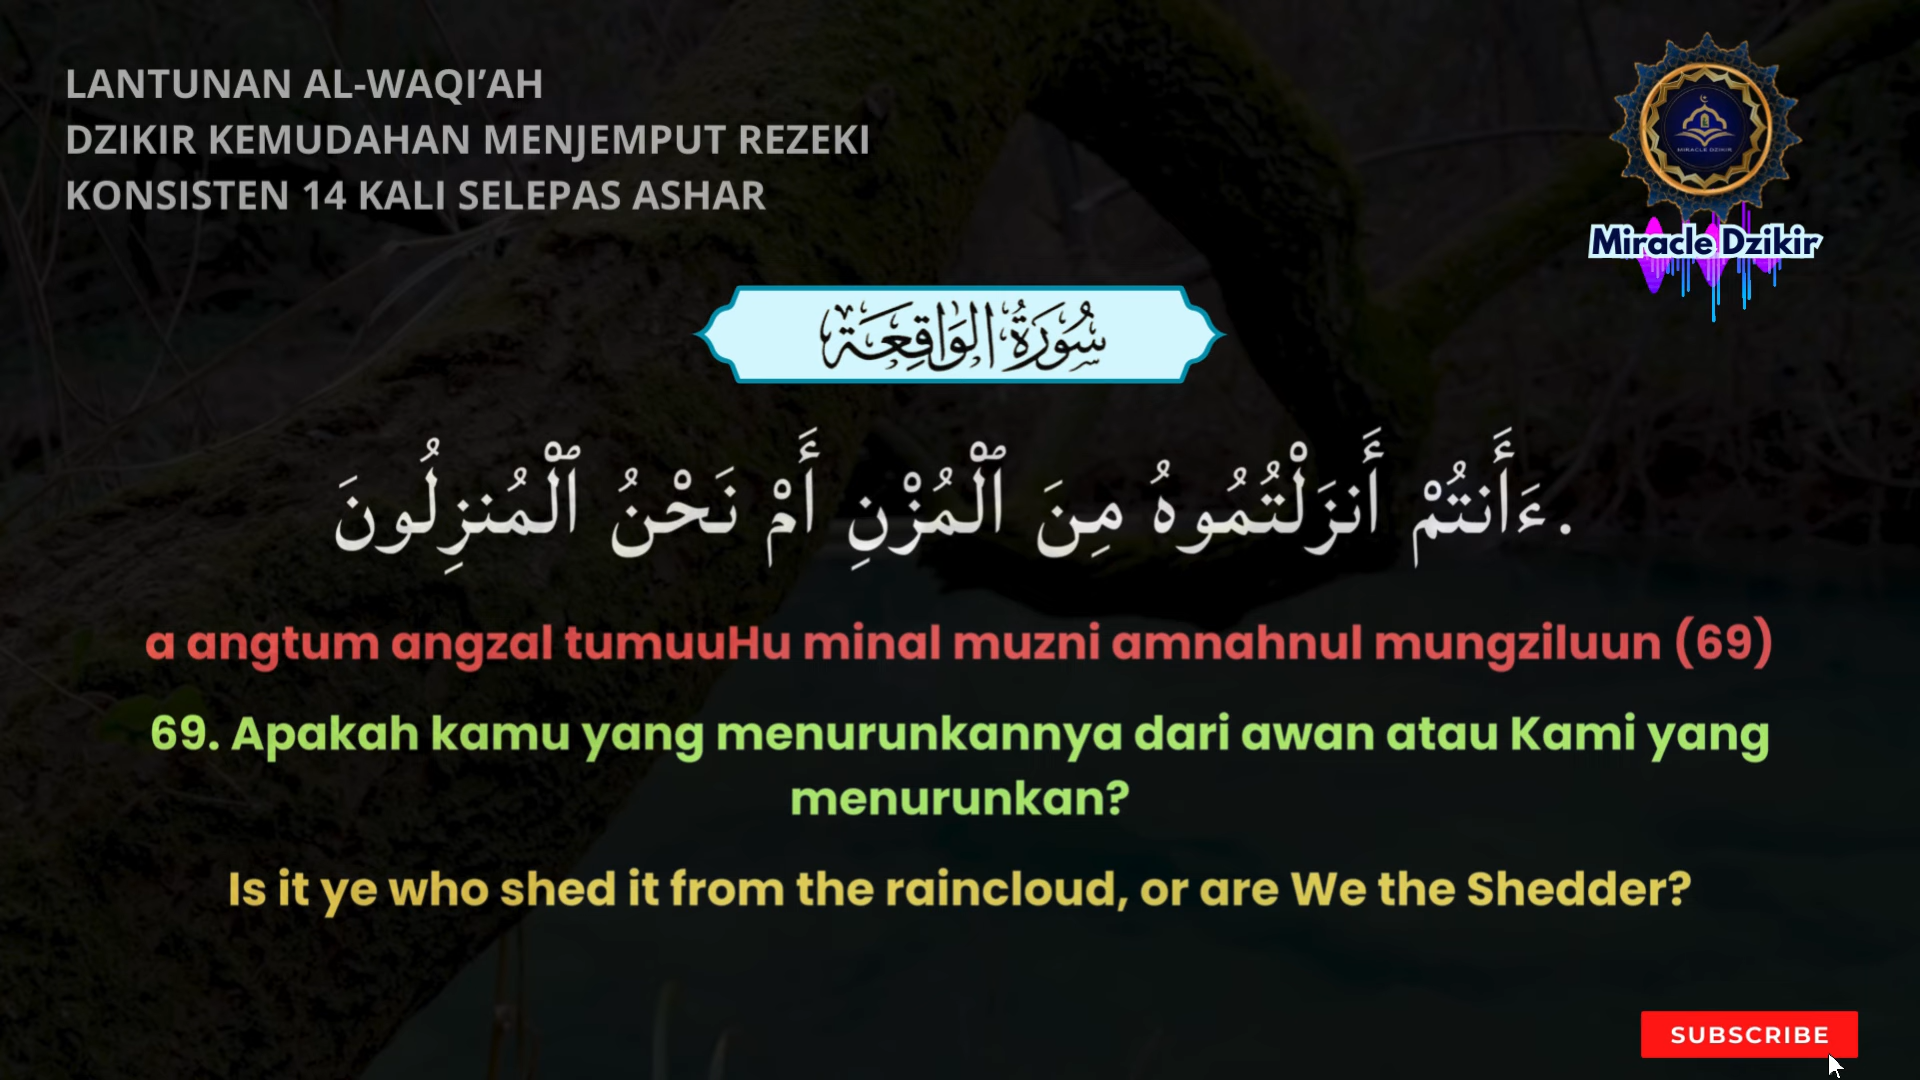 LANTUNAN AL-WAQI’AH
DZIKIR KEMUDAHAN MENJEMPUT REZEKI
KONSISTEN 14 KALI SELEPAS ASHAR
MIRACLE DZIKIR
Miracle Dzikir
سُورَةُ الوَاقِعَة
.ءَأَنتُمْ أَنزَلْتُمُوهُ مِنَ ٱلْمُزْنِ أَمْ نَحْنُ ٱلْمُنزِلُونَ
a angtum angzal tumuuHu minal muzni amnahnul mungziluun (69)
69. Apakah kamu yang menurunkannya dari awan atau Kami yang
menurunkan?
Is it ye who shed it from the raincloud, or are We the Shedder?
SUBSCRIBE